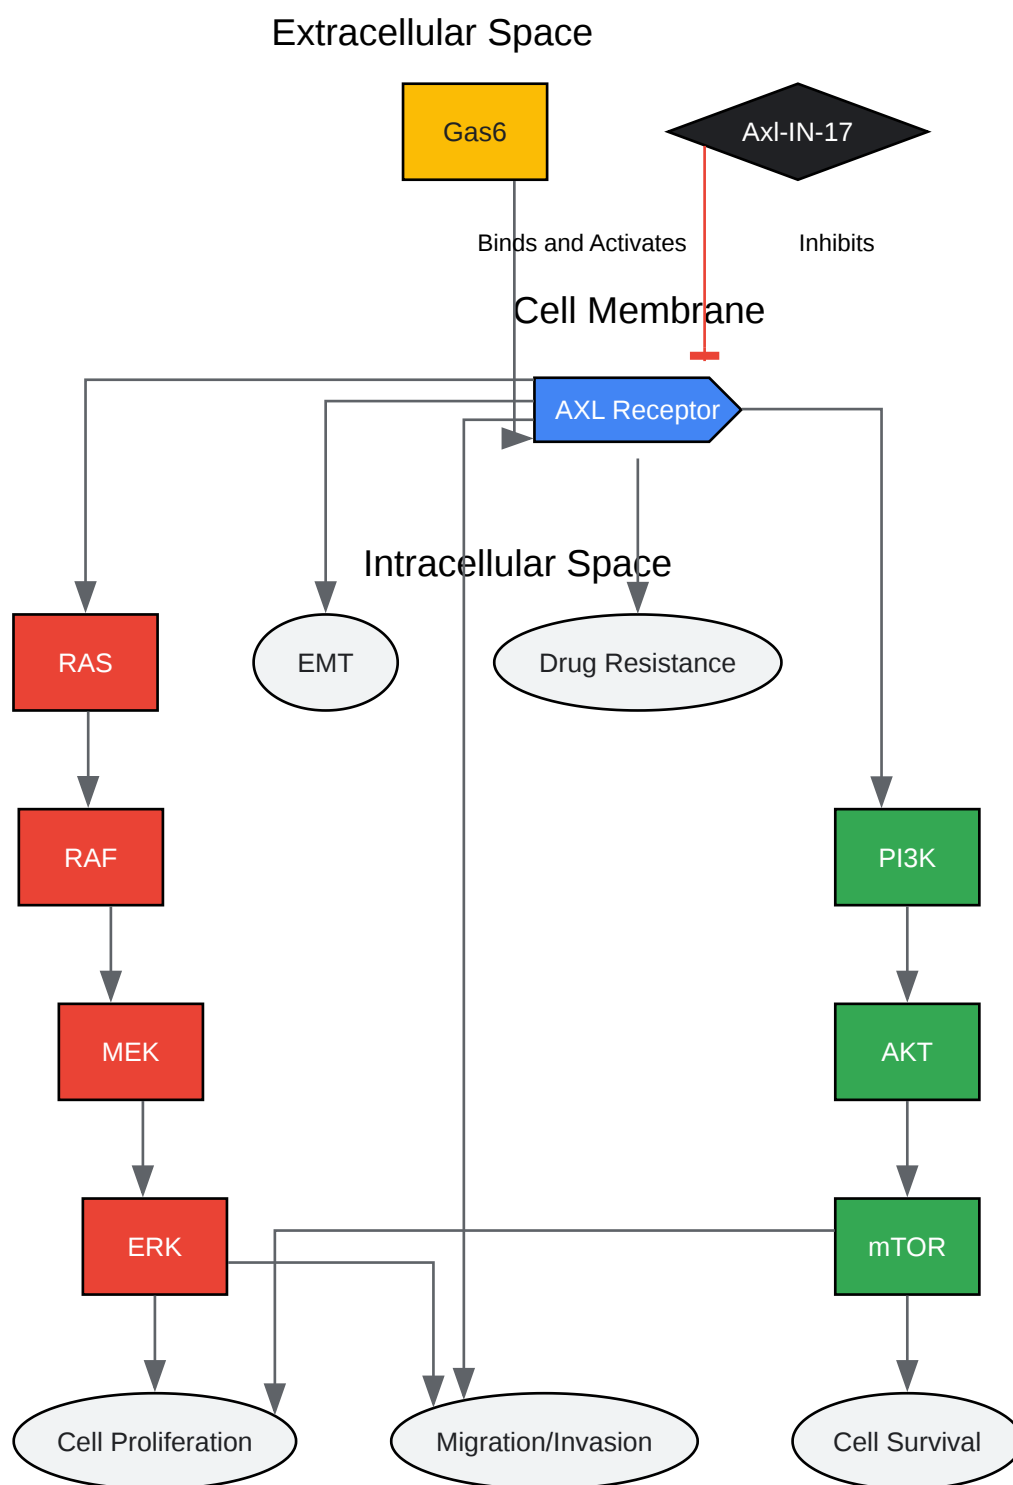 Extracellular Space
Gas6
Axl-IN-17
Binds and Activates
Inhibits
Cell Membrane
AXL Receptor
Intracellular Space
RAS
EMT
Drug Resistance
RAF
PI3K
MEK
AKT
ERK
mTOR
Cell Proliferation
Migration/Invasion
Cell Survival